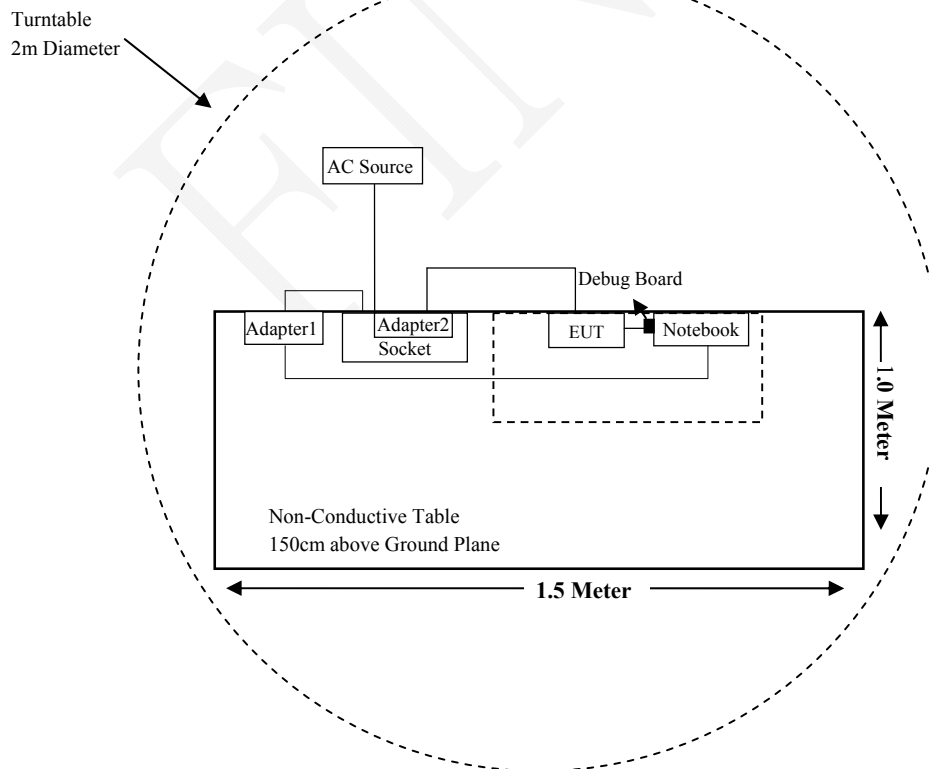 Turntable
2m Diameter
AC Source
Debug Board
Adapter1
Adapter2
Socket
EUT
Notebook
1.0 Meter
Non-Conductive Table
150cm above Ground Plane
1.5 Meter